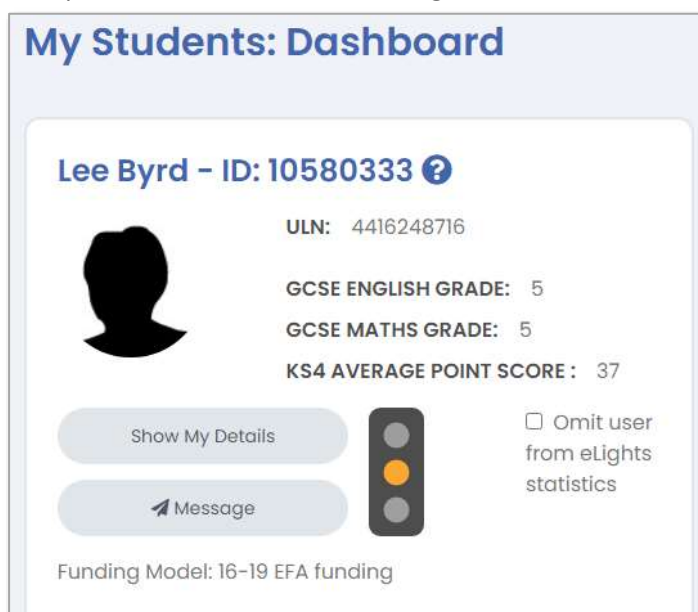 My Students: Dashboard
Lee Byrd - ID: 10580333
ULN: 4416248716
GCSE ENGLISH GRADE: 5
GCSE MATHS GRADE: 5
KS4 AVERAGE POINT SCORE : 37
Show My Details
Message
Omit user
from eLights
statistics
Funding Model: 16-19 EFA funding